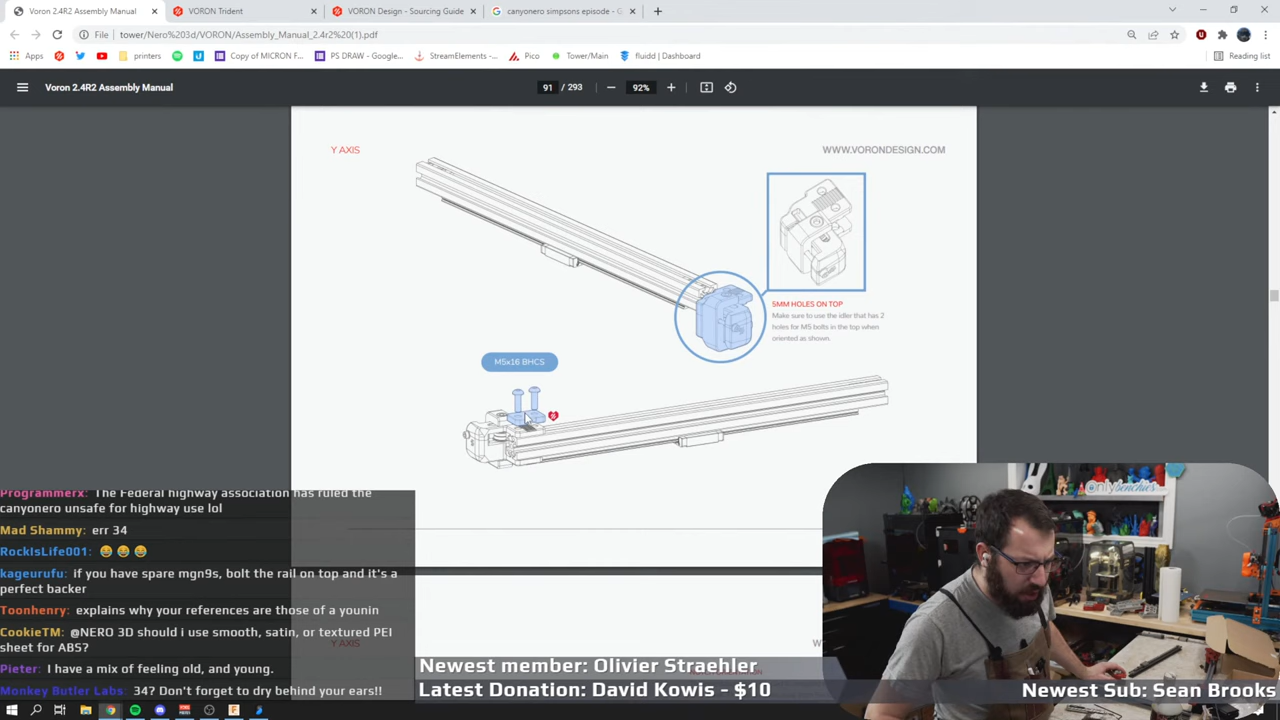 VORON 2.4R2 Assembly Manual
VORON Trident
VORON Design - Sourcing Guide
canyonero simpsons episode - G
File
tower/Nero%203d/VORON/Assembly_Manual_2.4r2%20(1).pdf
Apps
printers
Copy of MICRON F...
PS DRAW - Google...
StreamElements -...
Pico
Tower/Main
fluidd | Dashboard
Reading list
Voron 2.4R2 Assembly Manual
91 / 293
92%
Y AXIS
WWW.VORONDESIGN.COM
5MM HOLES ON TOP
Make sure to use the idler that has 2
holes for M5 bolts in the top when
oriented as shown.
M5x16 BHCS
Programmerx: The Federal highway association has ruled the
canyonero unsafe for highway use lol
Mad Shammy: err 34
RockIsLife001: 😂 😂 😂
kageurufu: if you have spare mgn9s, bolt the rail on top and it's a
perfect backer
Toonhenry: explains why your references are those of a younin
CookieTM: @NERO 3D should i use smooth, satin, or textured PEI
sheet for ABS?
Pieter: I have a mix of feeling old, and young.
Monkey Butler Labs: 34? Don't forget to dry behind your ears!!
Y AXIS
@onlybenchies
Newest member: Olivier Straehler
Latest Donation: David Kowis - $10
Newest Sub: Sean Brooks